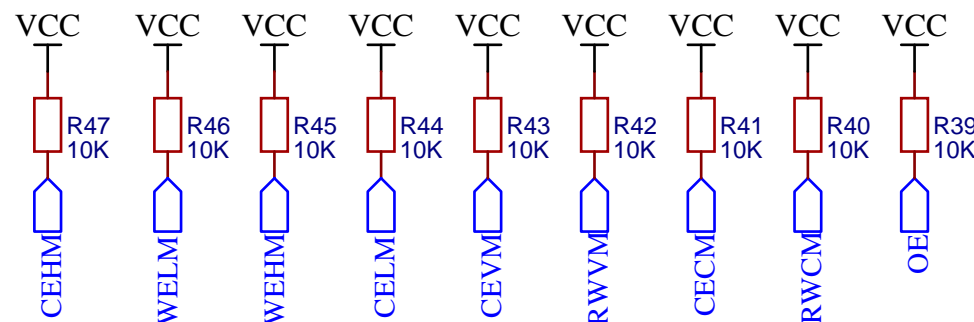 VCC VCC VCC VCC VCC VCC VCC VCC VCC
R47 R46 R45 R44 R43 R42 R41 R40 R39
10K 10K 10K 10K 10K 10K 10K 10K 10K
CEHM WELM WEHM CELM CEVM RWVM CECM RWCM OE